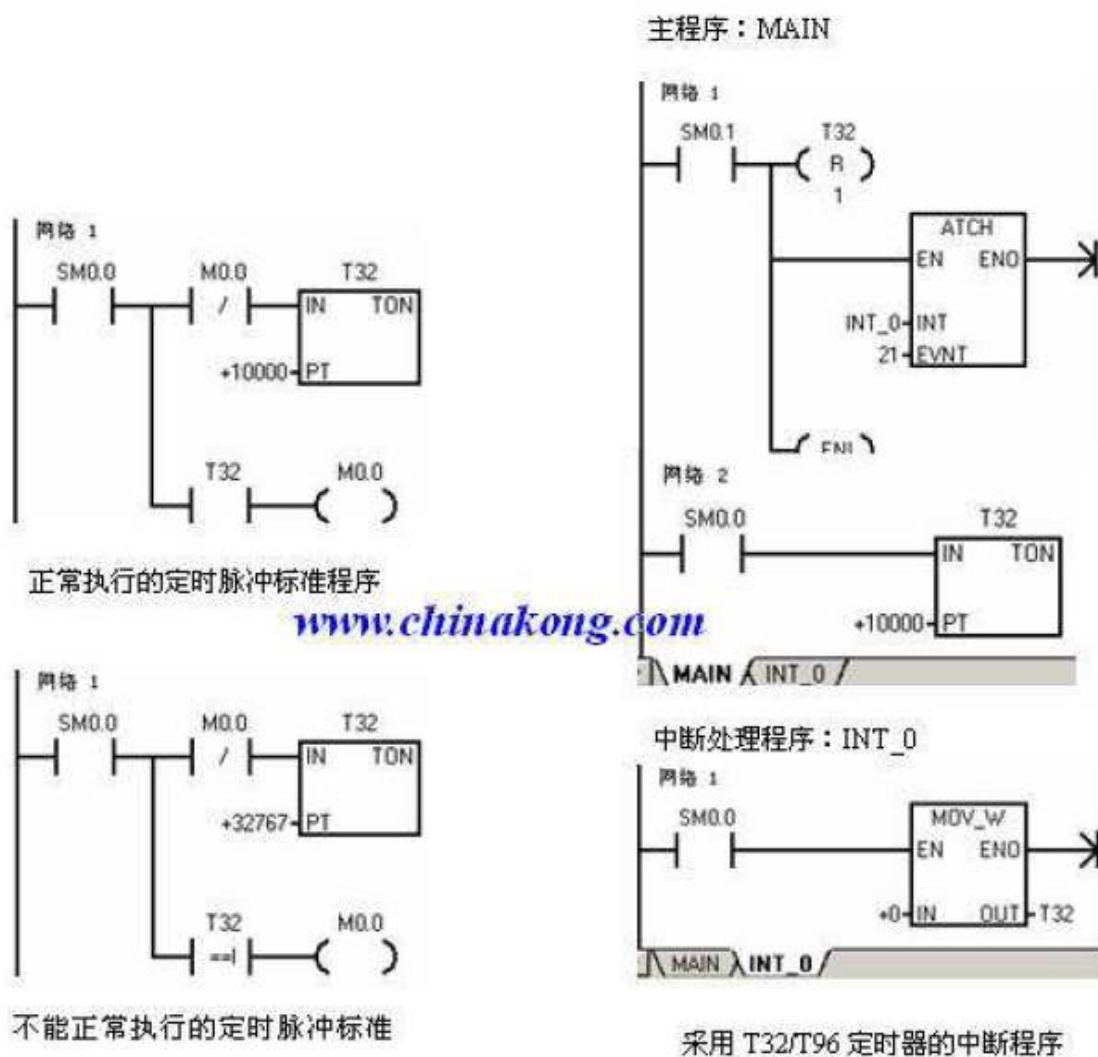 网络 1
SM0.0 M0.0 T32
/ IN TON
+10000 PT
T32 M0.0
正常执行的定时脉冲标准程序
网络 1
SM0.0 M0.0 T32
/ IN TON
+32767 PT
T32 M0.0
==I
不能正常执行的定时脉冲标准
www.chinakong.com
主程序：MAIN
网络 1
SM0.1 T32
R
1
ATCH
EN ENO
INT_0 INT
21 EVNT
网络 2
SM0.0 T32
IN TON
+10000 PT
MAIN INT_0
中断处理程序：INT_0
网络 1
SM0.0 MOV_W
EN ENO
+0 IN OUT T32
MAIN INT_0
采用 T32/T96 定时器的中断程序